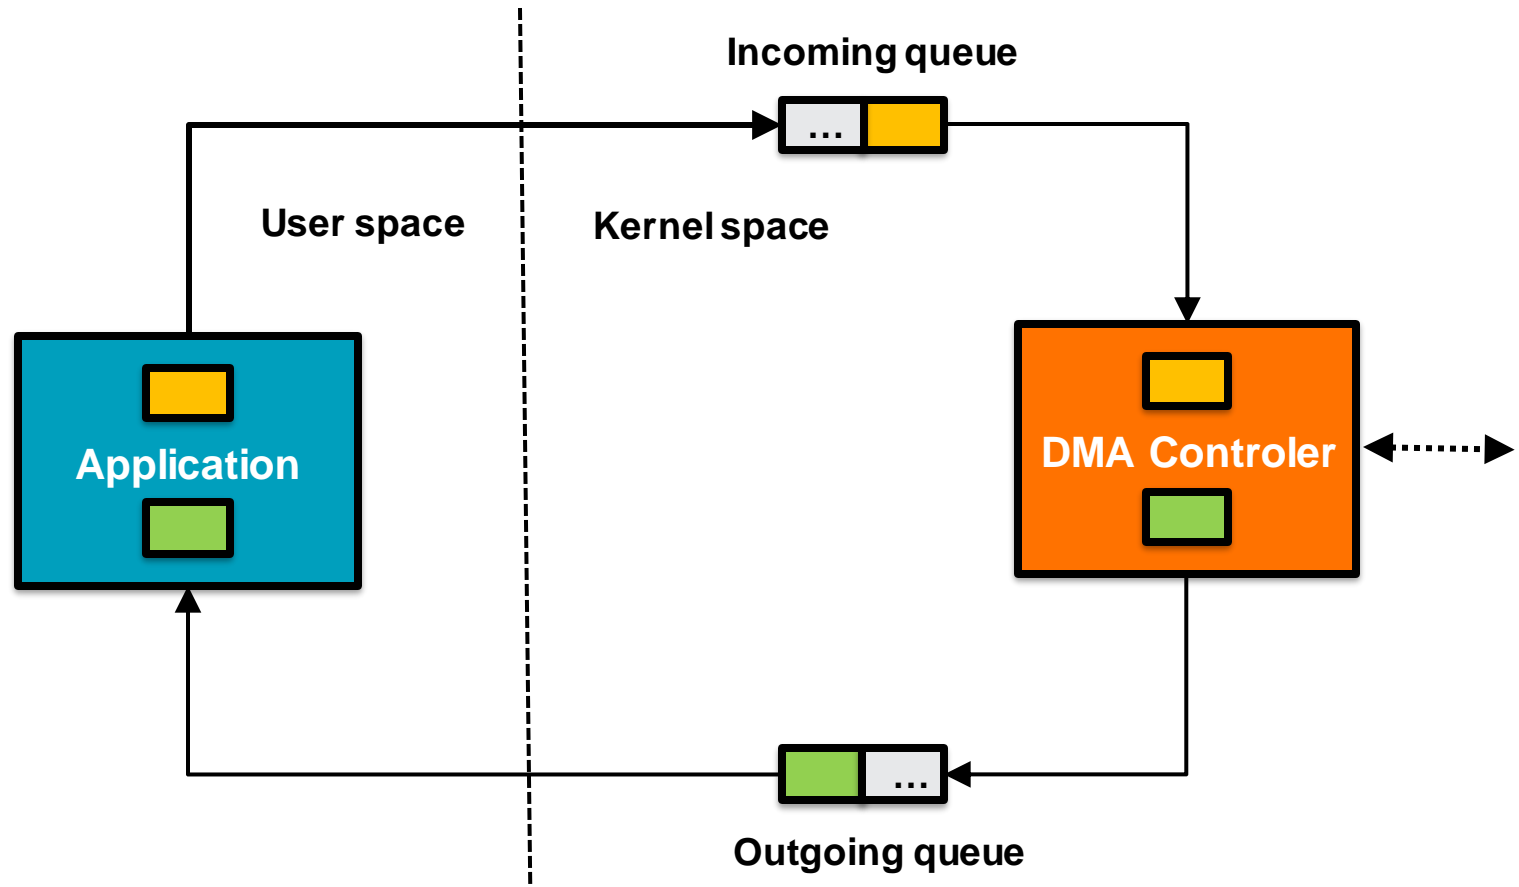 Incoming queue
...
User space
Kernel space
Application
DMA Controler
...
Outgoing queue